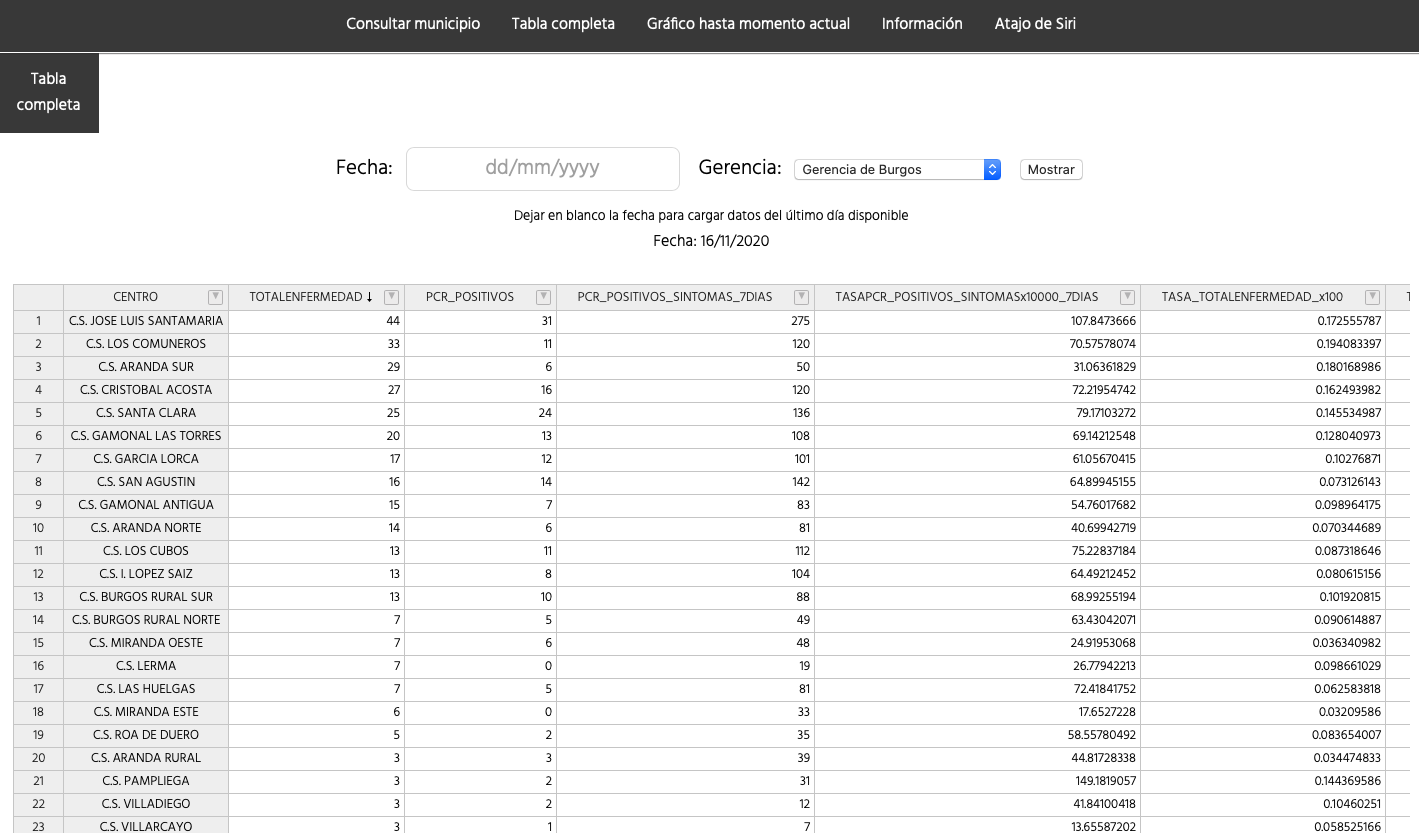 Consultar municipio Tabla completa Gráfico hasta momento actual Información Atajo de Siri
Tabla
completa
Fecha: dd/mm/yyyy Gerencia: Gerencia de Burgos Mostrar
Dejar en blanco la fecha para cargar datos del último día disponible
Fecha: 16/11/2020
CENTRO TOTALENFERMEDAD ↓ PCR_POSITIVOS PCR_POSITIVOS_SINTOMAS_7DIAS TASAPCR_POSITIVOS_SINTOMASx10000_7DIAS TASA_TOTALENFERMEDAD_x100
1 C.S. JOSE LUIS SANTAMARIA 44 31 275 107.8473666 0.172555787
2 C.S. LOS COMUNEROS 33 11 120 70.57578074 0.194083397
3 C.S. ARANDA SUR 29 6 50 31.06361829 0.180168986
4 C.S. CRISTOBAL ACOSTA 27 16 120 72.21954742 0.162493982
5 C.S. SANTA CLARA 25 24 136 79.17103272 0.145534987
6 C.S. GAMONAL LAS TORRES 20 13 108 69.14212548 0.128040973
7 C.S. GARCIA LORCA 17 12 101 61.05670415 0.10276871
8 C.S. SAN AGUSTIN 16 14 142 64.89945155 0.073126143
9 C.S. GAMONAL ANTIGUA 15 7 83 54.76017682 0.098964175
10 C.S. ARANDA NORTE 14 6 81 40.69942719 0.070344689
11 C.S. LOS CUBOS 13 11 112 75.22837184 0.087318646
12 C.S. I. LOPEZ SAIZ 13 8 104 64.49212452 0.080615156
13 C.S. BURGOS RURAL SUR 13 10 88 68.99255194 0.101920815
14 C.S. BURGOS RURAL NORTE 7 5 49 63.43042071 0.090614887
15 C.S. MIRANDA OESTE 7 6 48 24.91953068 0.036340982
16 C.S. LERMA 7 0 19 26.77942213 0.098661029
17 C.S. LAS HUELGAS 7 5 81 72.41841752 0.062583818
18 C.S. MIRANDA ESTE 6 0 33 17.6527228 0.03209586
19 C.S. ROA DE DUERO 5 2 35 58.55780492 0.083654007
20 C.S. ARANDA RURAL 3 3 39 44.81728338 0.034474833
21 C.S. PAMPLIEGA 3 2 31 149.1819057 0.144369586
22 C.S. VILLADIEGO 3 2 12 41.84100418 0.10460251
23 C.S. VILLARCAYO 3 1 7 13.65587202 0.058525166